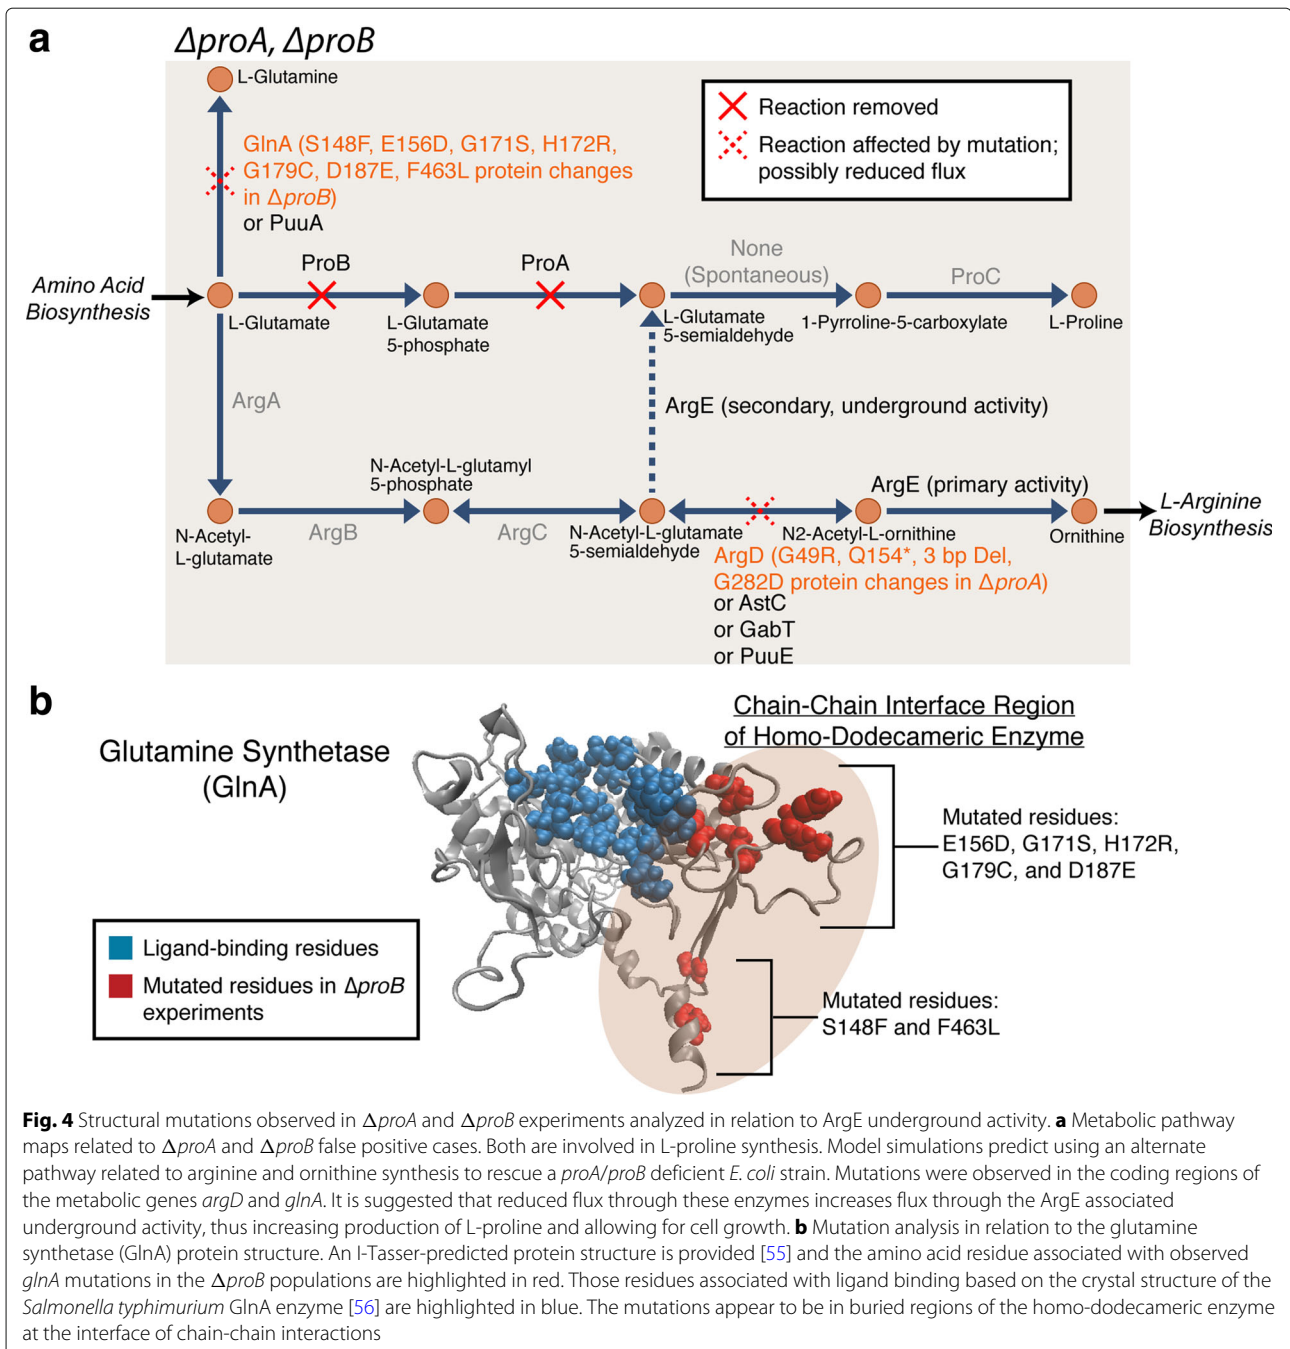 a
ΔproA, ΔproB
L-Glutamine
Reaction removed
Reaction affected by mutation;
possibly reduced flux
GlnA (S148F, E156D, G171S, H172R,
G179C, D187E, F463L protein changes
in ΔproB)
or PuuA
Amino Acid
Biosynthesis
ProB
ProA
None
(Spontaneous)
ProC
L-Glutamate
L-Glutamate
5-phosphate
L-Glutamate
5-semialdehyde
1-Pyrroline-5-carboxylate
L-Proline
ArgA
ArgE (secondary, underground activity)
N-Acetyl-L-glutamyl
5-phosphate
ArgE (primary activity)
L-Arginine
Biosynthesis
N-Acetyl-
L-glutamate
ArgB
ArgC
N-Acetyl-L-glutamate
5-semialdehyde
N2-Acetyl-L-ornithine
Ornithine
ArgD (G49R, Q154*, 3 bp Del,
G282D protein changes in ΔproA)
or AstC
or GabT
or PuuE
b
Glutamine Synthetase
(GlnA)
Chain-Chain Interface Region
of Homo-Dodecameric Enzyme
Mutated residues:
E156D, G171S, H172R,
G179C, and D187E
Ligand-binding residues
Mutated residues in ΔproB
experiments
Mutated residues:
S148F and F463L
Fig. 4 Structural mutations observed in ΔproA and ΔproB experiments analyzed in relation to ArgE underground activity. a Metabolic pathway
maps related to ΔproA and ΔproB false positive cases. Both are involved in L-proline synthesis. Model simulations predict using an alternate
pathway related to arginine and ornithine synthesis to rescue a proA/proB deficient E. coli strain. Mutations were observed in the coding regions of
the metabolic genes argD and glnA. It is suggested that reduced flux through these enzymes increases flux through the ArgE associated
underground activity, thus increasing production of L-proline and allowing for cell growth. b Mutation analysis in relation to the glutamine
synthetase (GlnA) protein structure. An I-Tasser-predicted protein structure is provided [55] and the amino acid residue associated with observed
glnA mutations in the ΔproB populations are highlighted in red. Those residues associated with ligand binding based on the crystal structure of the
Salmonella typhimurium GlnA enzyme [56] are highlighted in blue. The mutations appear to be in buried regions of the homo-dodecameric enzyme
at the interface of chain-chain interactions